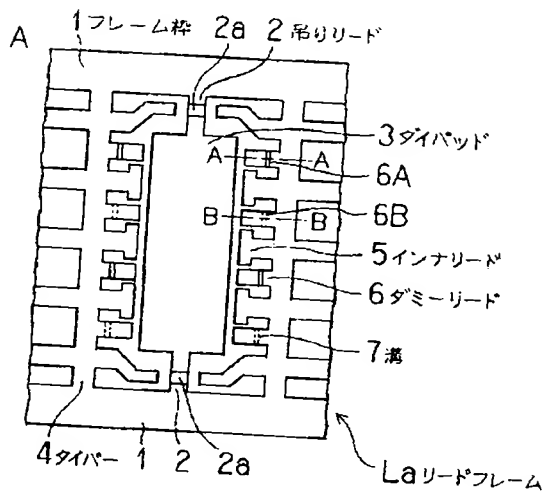 A
1フレーム枠
2a
2 吊りリード
3ダイパッド
A
A
6A
B
B
6B
5インナリード
6ダミーリード
7溝
4タイバー
1
2
2a
Laリードフレーム